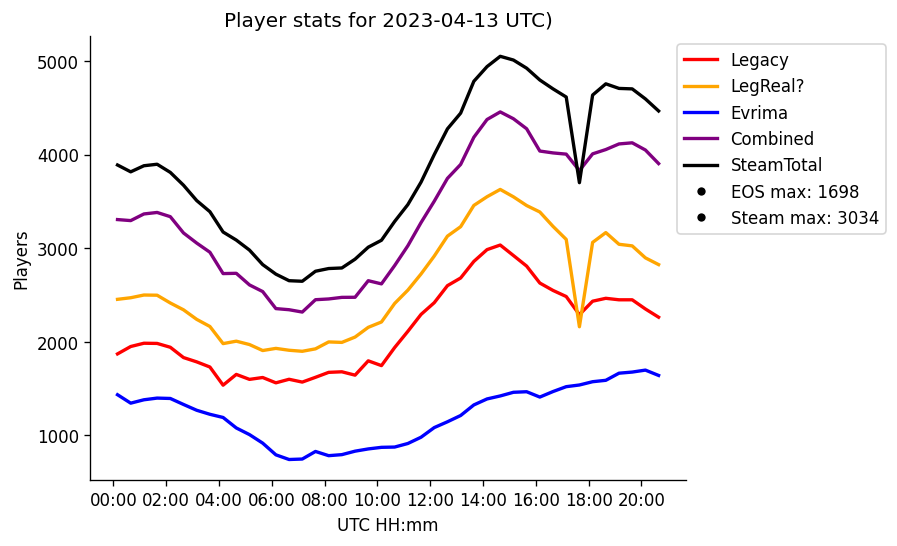 Player stats for 2023-04-13 UTC)
5000
4000
3000
2000
1000
Players
00:00 02:00 04:00 06:00 08:00 10:00 12:00 14:00 16:00 18:00 20:00
UTC HH:mm
Legacy
LegReal?
Evrima
Combined
SteamTotal
EOS max: 1698
Steam max: 3034